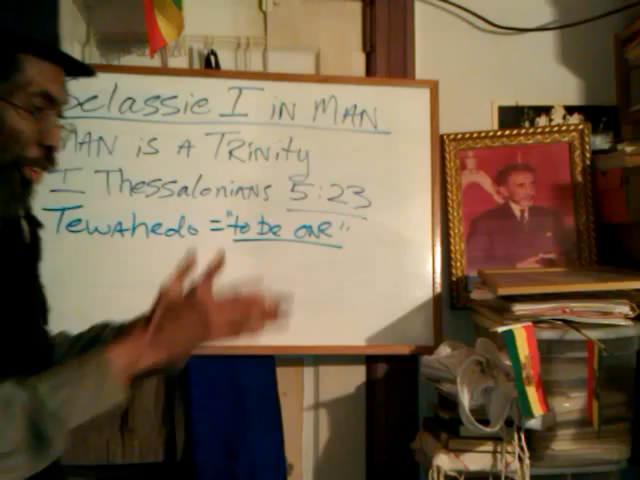 Selassie I in MAN
MAN is A TRiNiTy
I Thessalonians 5:23
TewAhedo = "to be one"